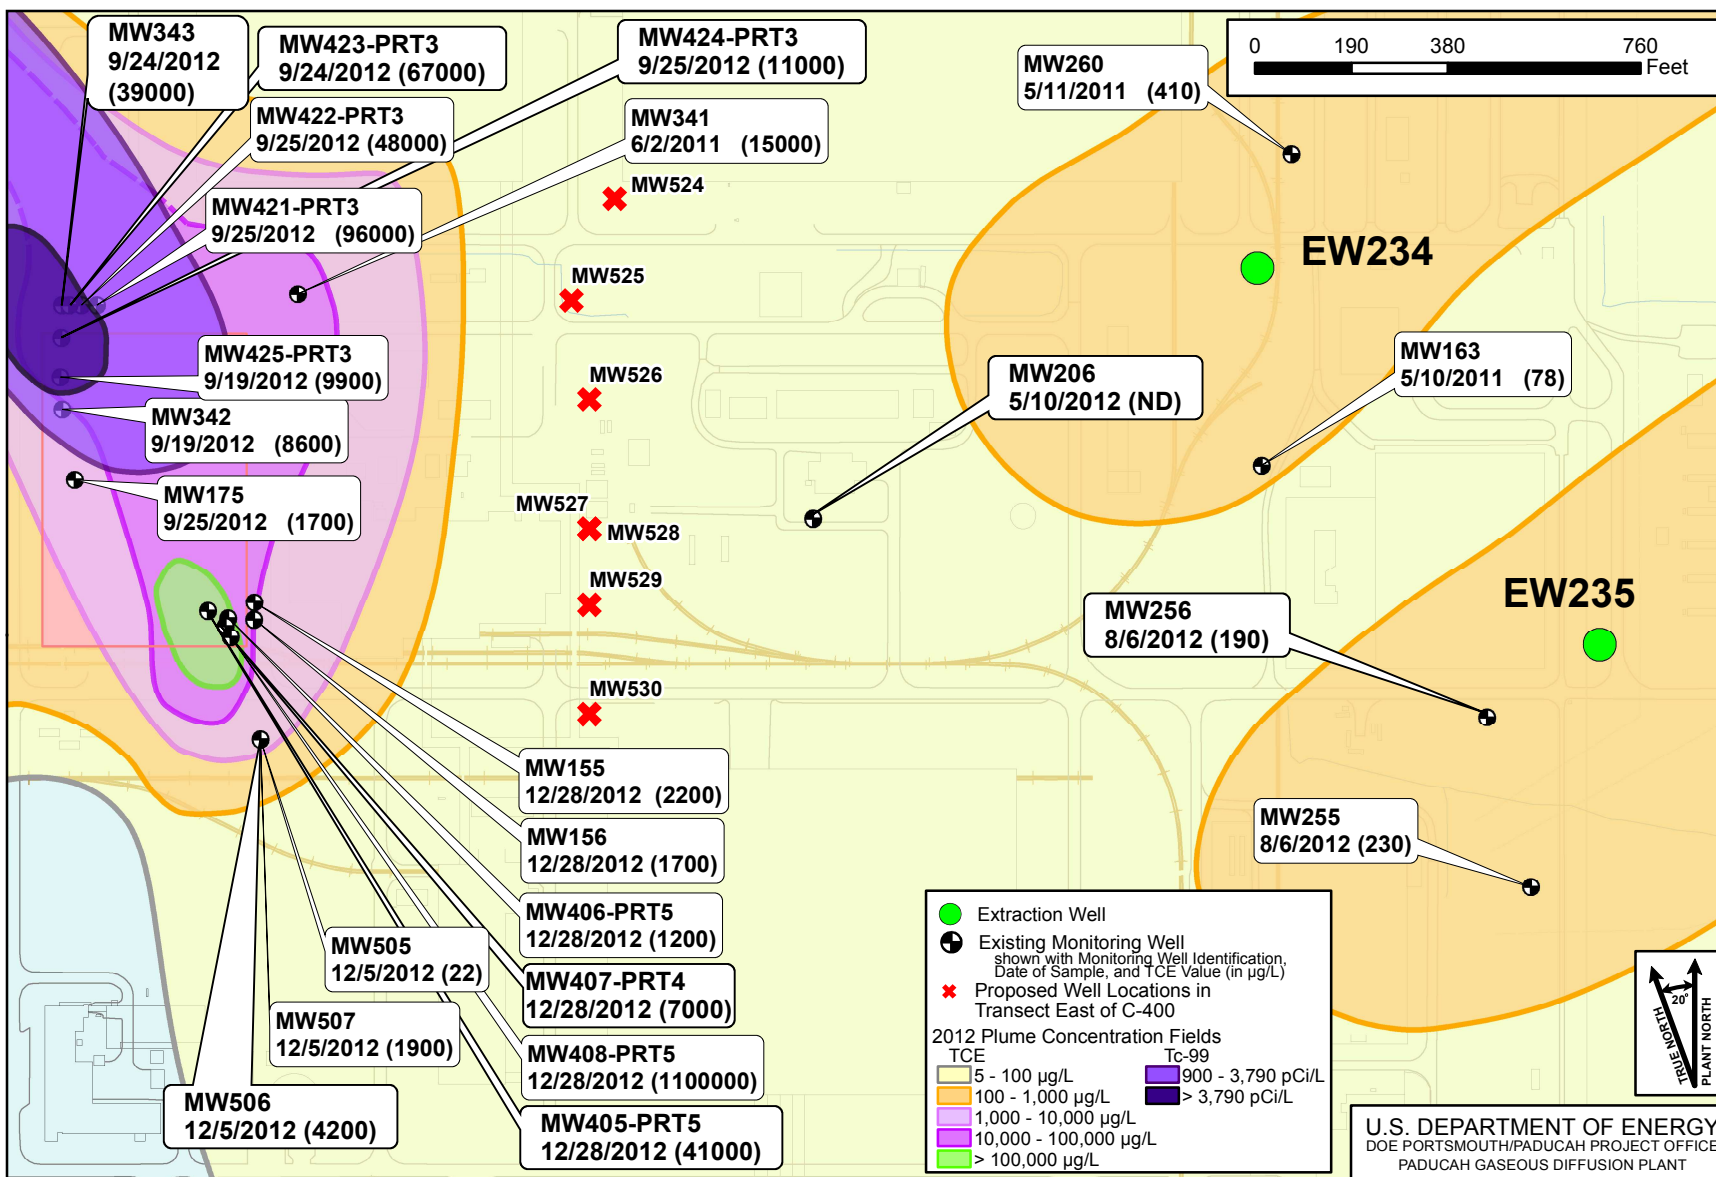 MW343
9/24/2012
(39000)
MW423-PRT3
9/24/2012 (67000)
MW424-PRT3
9/25/2012 (11000)
MW422-PRT3
9/25/2012 (48000)
MW341
6/2/2011 (15000)
MW421-PRT3
9/25/2012 (96000)
MW260
5/11/2011 (410)
0 190 380 760
Feet
MW524
MW525
EW234
MW425-PRT3
9/19/2012 (9900)
MW342
9/19/2012 (8600)
MW175
9/25/2012 (1700)
MW526
MW206
5/10/2012 (ND)
MW163
5/10/2011 (78)
MW527
MW528
MW529
EW235
MW256
8/6/2012 (190)
MW530
MW155
12/28/2012 (2200)
MW156
12/28/2012 (1700)
MW406-PRT5
12/28/2012 (1200)
MW407-PRT4
12/28/2012 (7000)
MW408-PRT5
12/28/2012 (1100000)
MW405-PRT5
12/28/2012 (41000)
MW505
12/5/2012 (22)
MW507
12/5/2012 (1900)
MW506
12/5/2012 (4200)
MW255
8/6/2012 (230)
Extraction Well
Existing Monitoring Well
shown with Monitoring Well Identification,
Date of Sample, and TCE Value (in µg/L)
Proposed Well Locations in
Transect East of C-400
2012 Plume Concentration Fields
TCE Tc-99
5 - 100 µg/L 900 - 3,790 pCi/L
100 - 1,000 µg/L > 3,790 pCi/L
1,000 - 10,000 µg/L
10,000 - 100,000 µg/L
> 100,000 µg/L
20°
TRUE NORTH
PLANT NORTH
U.S. DEPARTMENT OF ENERGY
DOE PORTSMOUTH/PADUCAH PROJECT OFFICE
PADUCAH GASEOUS DIFFUSION PLANT